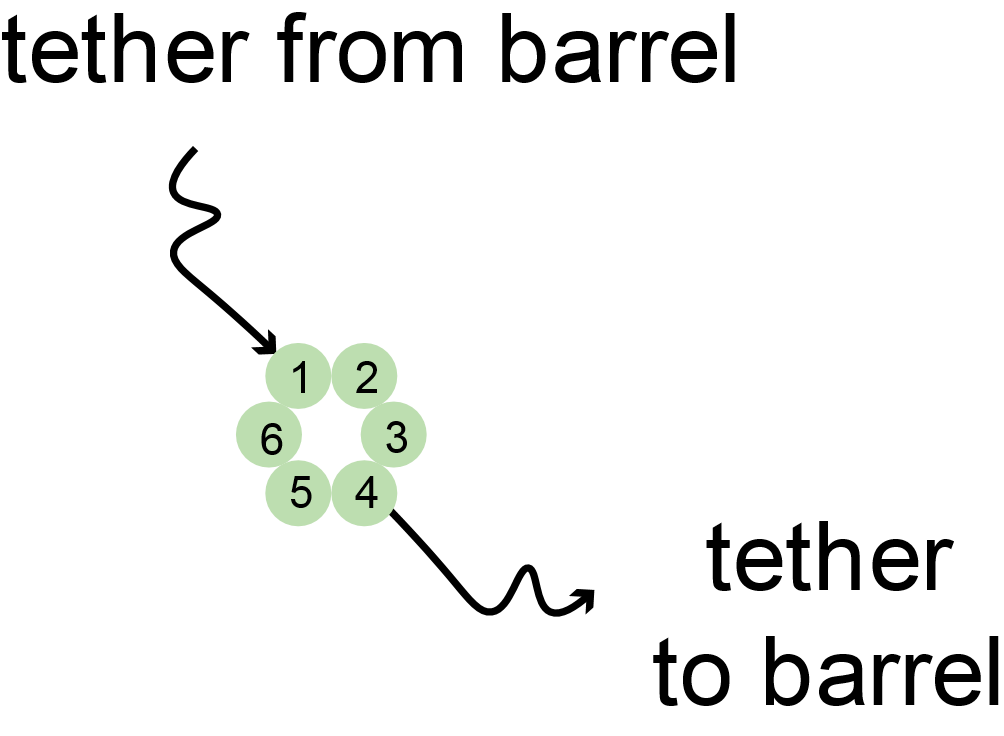 tether from barrel
1 2
6 3
5 4
tether
to barrel